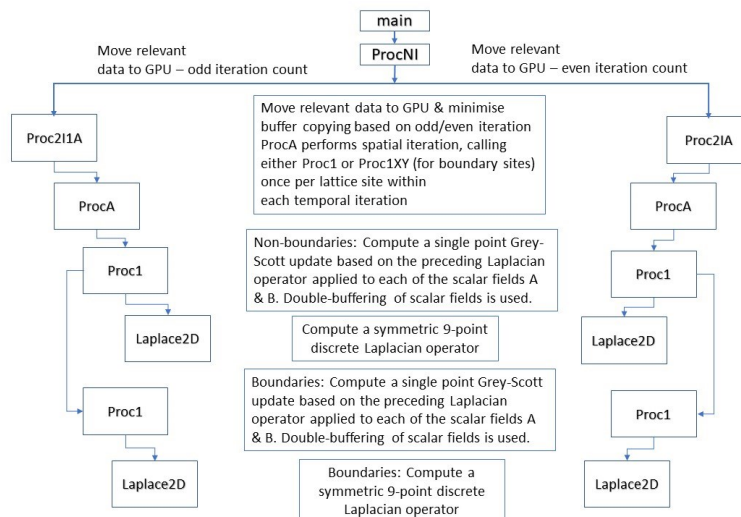 main
ProcNI
Move relevant
data to GPU – odd iteration count
Move relevant
data to GPU – even iteration count
Proc2I1A
Move relevant data to GPU & minimise
buffer copying based on odd/even iteration
ProcA performs spatial iteration, calling
either Proc1 or Proc1XY (for boundary sites)
once per lattice site within
each temporal iteration
Proc2IA
ProcA
ProcA
Proc1
Non-boundaries: Compute a single point Grey-
Scott update based on the preceding Laplacian
operator applied to each of the scalar fields A
& B. Double-buffering of scalar fields is used.
Proc1
Laplace2D
Compute a symmetric 9-point
discrete Laplacian operator
Laplace2D
Proc1
Boundaries: Compute a single point Grey-Scott
update based on the preceding Laplacian
operator applied to each of the scalar fields A
& B. Double-buffering of scalar fields is used.
Proc1
Laplace2D
Boundaries: Compute a
symmetric 9-point discrete
Laplacian operator
Laplace2D